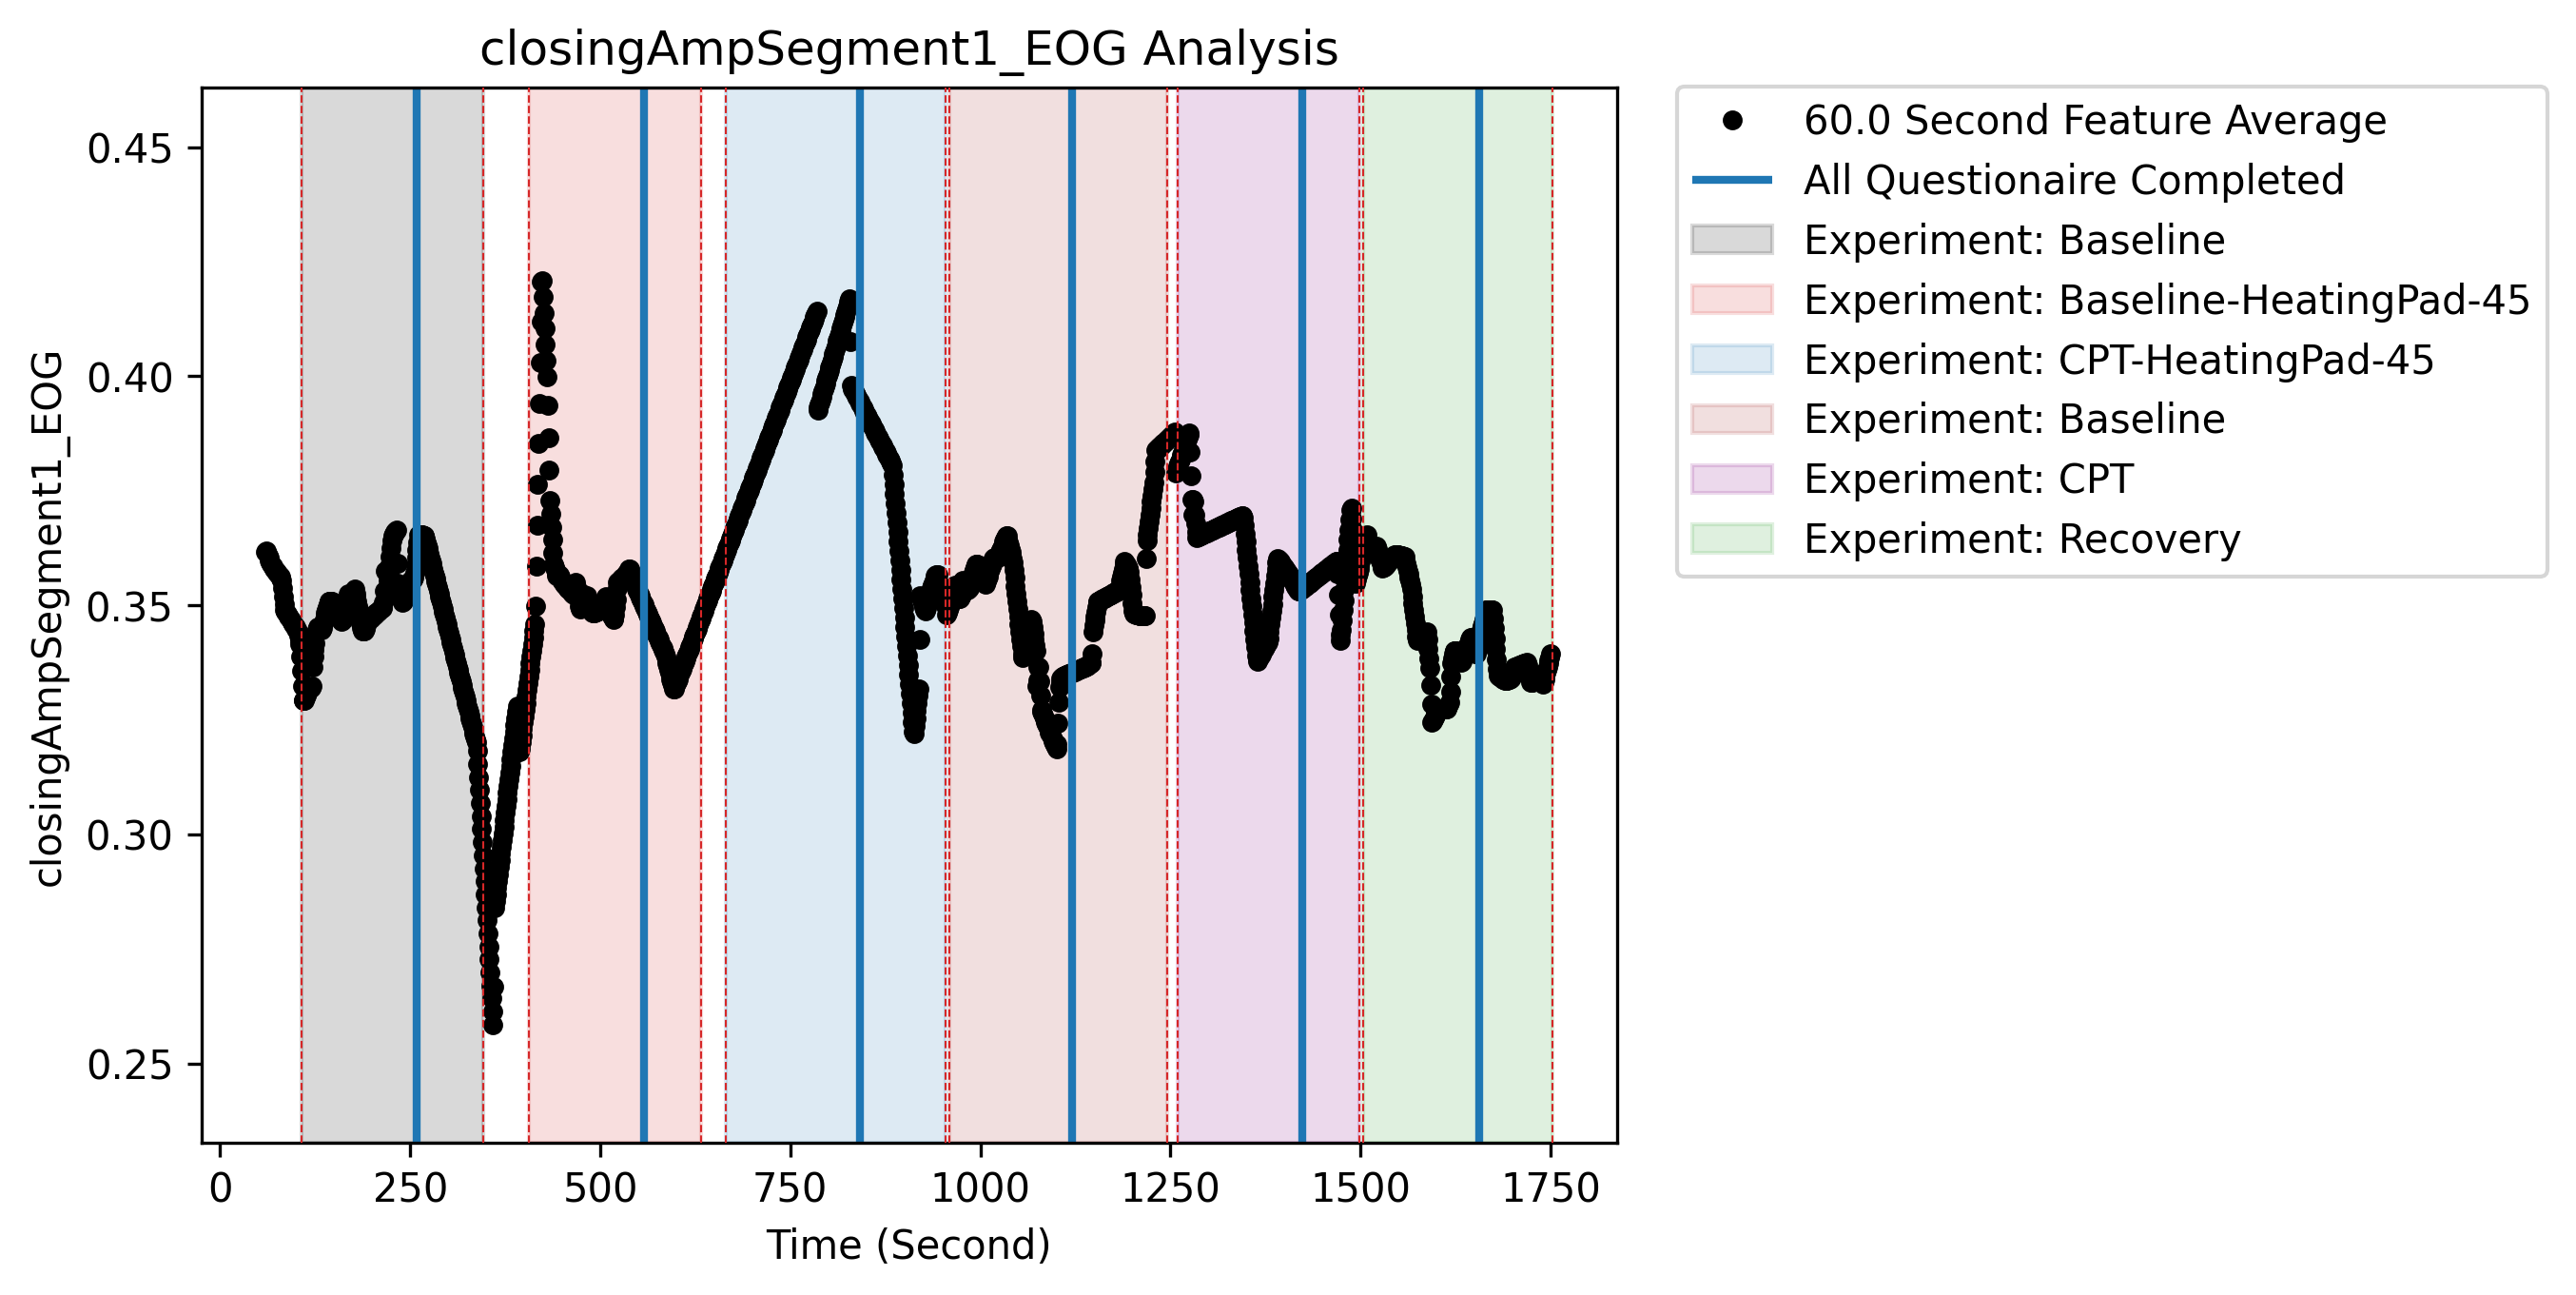 closingAmpSegment1_EOG Analysis
closingAmpSegment1_EOG
0.45
0.40
0.35
0.30
0.25
0 250 500 750 1000 1250 1500 1750
Time (Second)
60.0 Second Feature Average
All Questionaire Completed
Experiment: Baseline
Experiment: Baseline-HeatingPad-45
Experiment: CPT-HeatingPad-45
Experiment: Baseline
Experiment: CPT
Experiment: Recovery